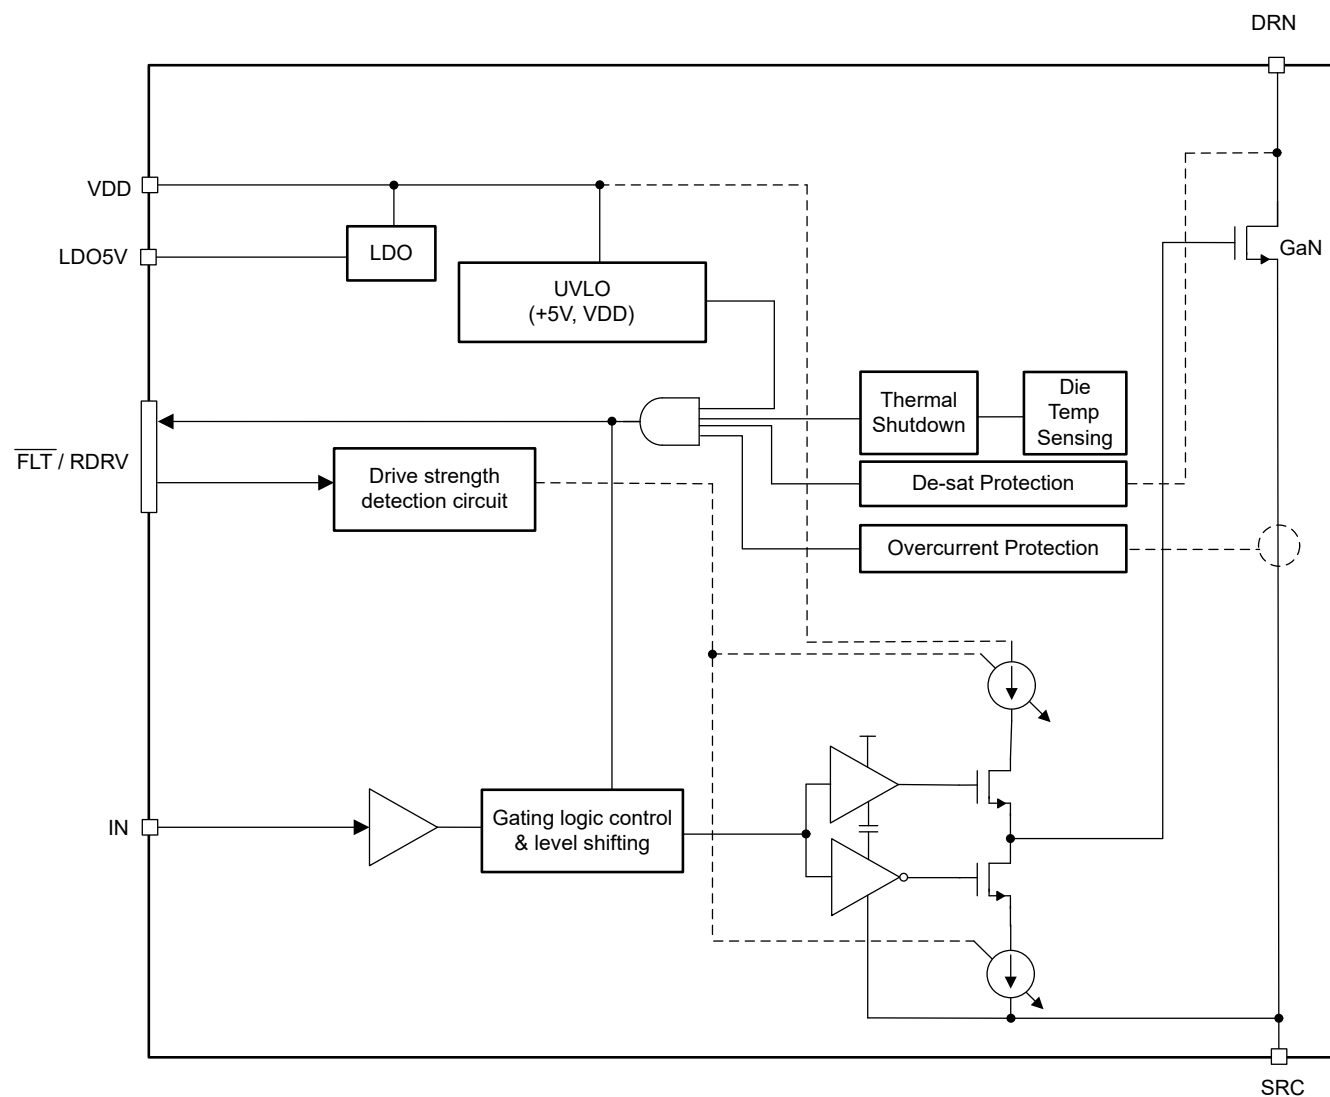 DRN
VDD
LDO5V
LDO
UVLO
(+5V, VDD)
GaN
Thermal
Shutdown
Die
Temp
Sensing
FLT / RDRV
Drive strength
detection circuit
De-sat Protection
Overcurrent Protection
IN
Gating logic control
& level shifting
SRC